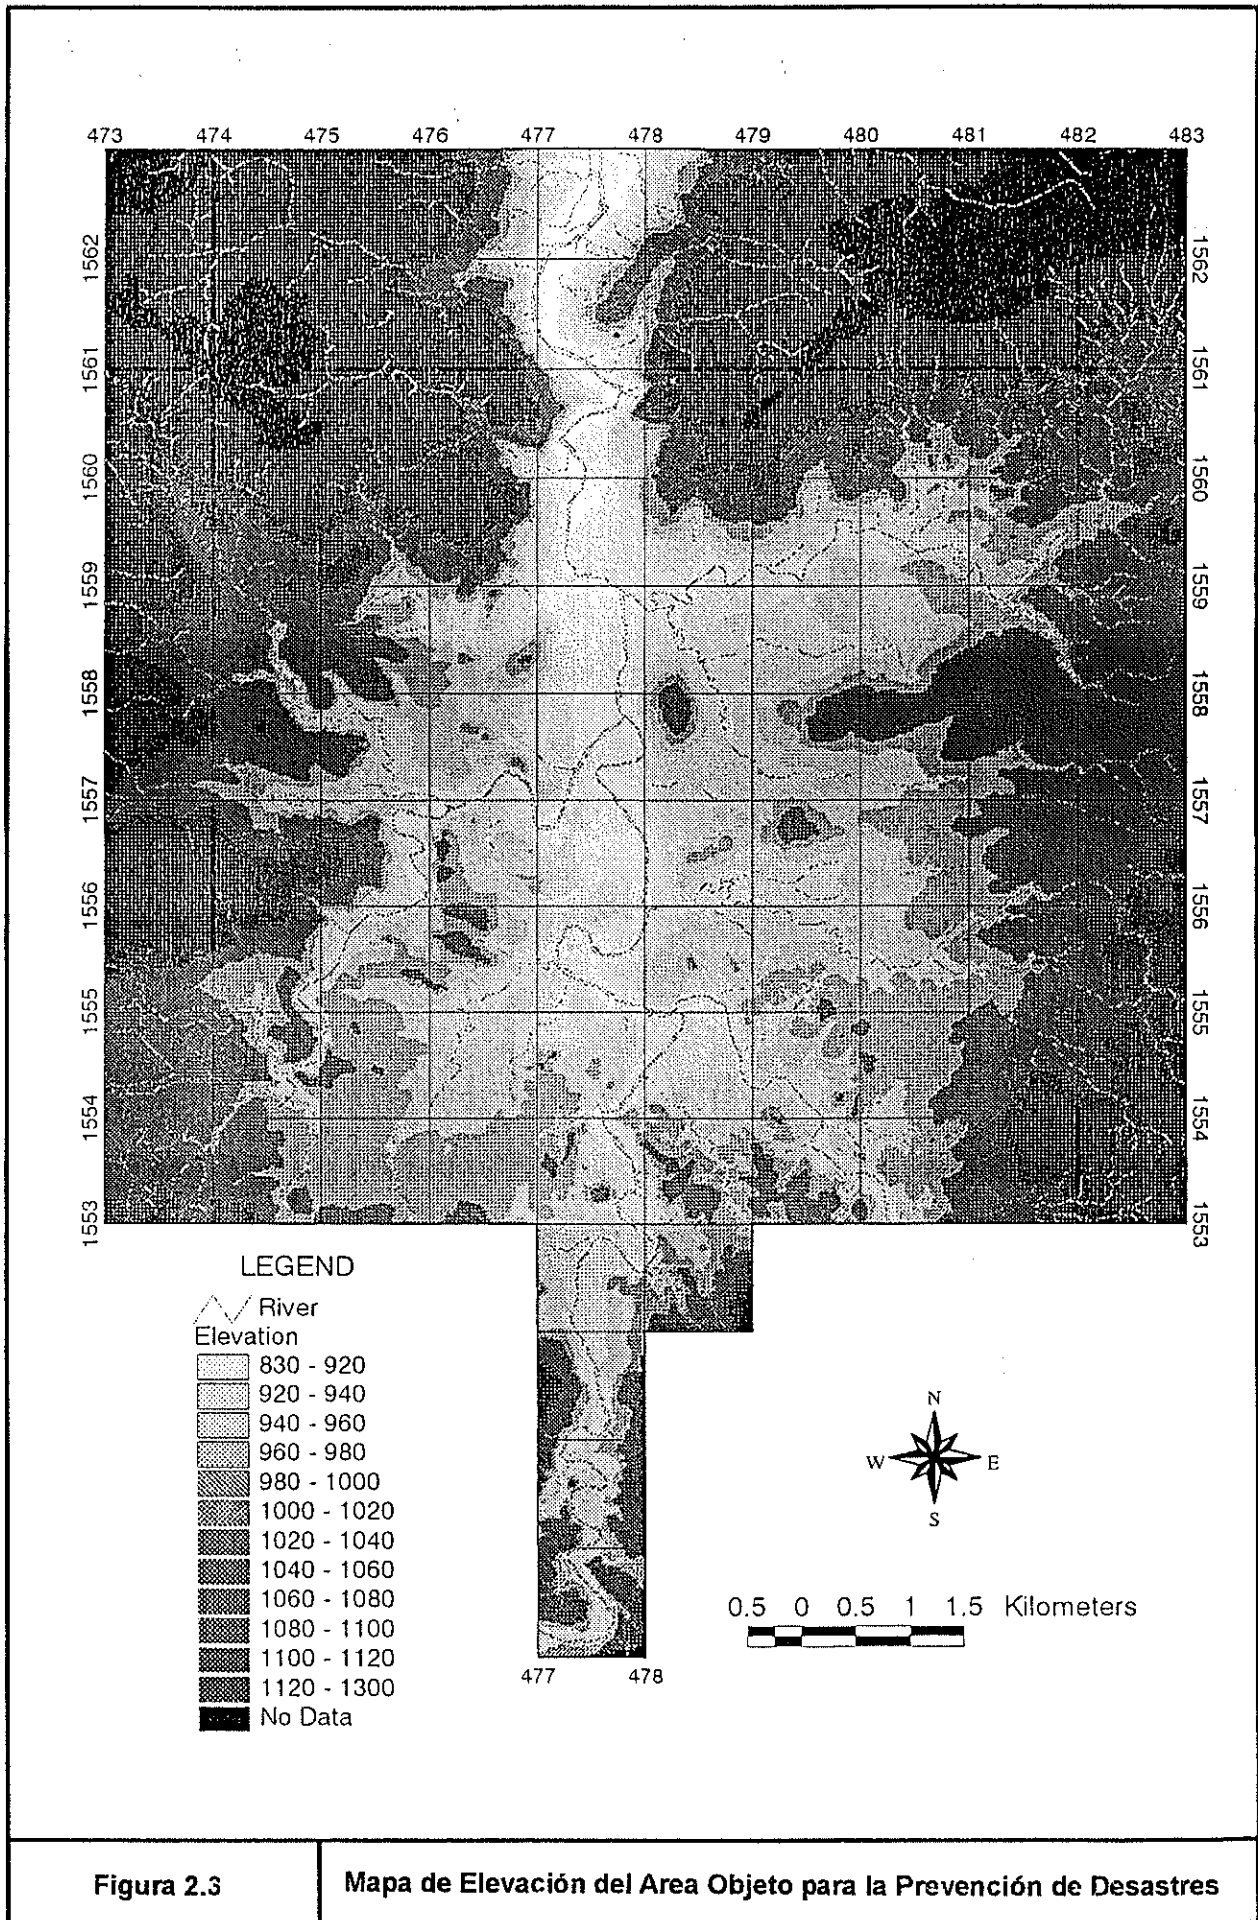 473 474 475 476 477 478 479 480 481 482 483
1562 1562
1561 1561
1560 1560
1559 1559
1558 1558
1557 1557
1556 1556
1555 1555
1554 1554
1553 1553
LEGEND
River
Elevation
830 - 920
920 - 940
940 - 960
960 - 980
980 - 1000
1000 - 1020
1020 - 1040
1040 - 1060
1060 - 1080
1080 - 1100
1100 - 1120
1120 - 1300
No Data
N
W E
S
0.5 0 0.5 1 1.5 Kilometers
477 478
Figura 2.3 Mapa de Elevación del Area Objeto para la Prevención de Desastres